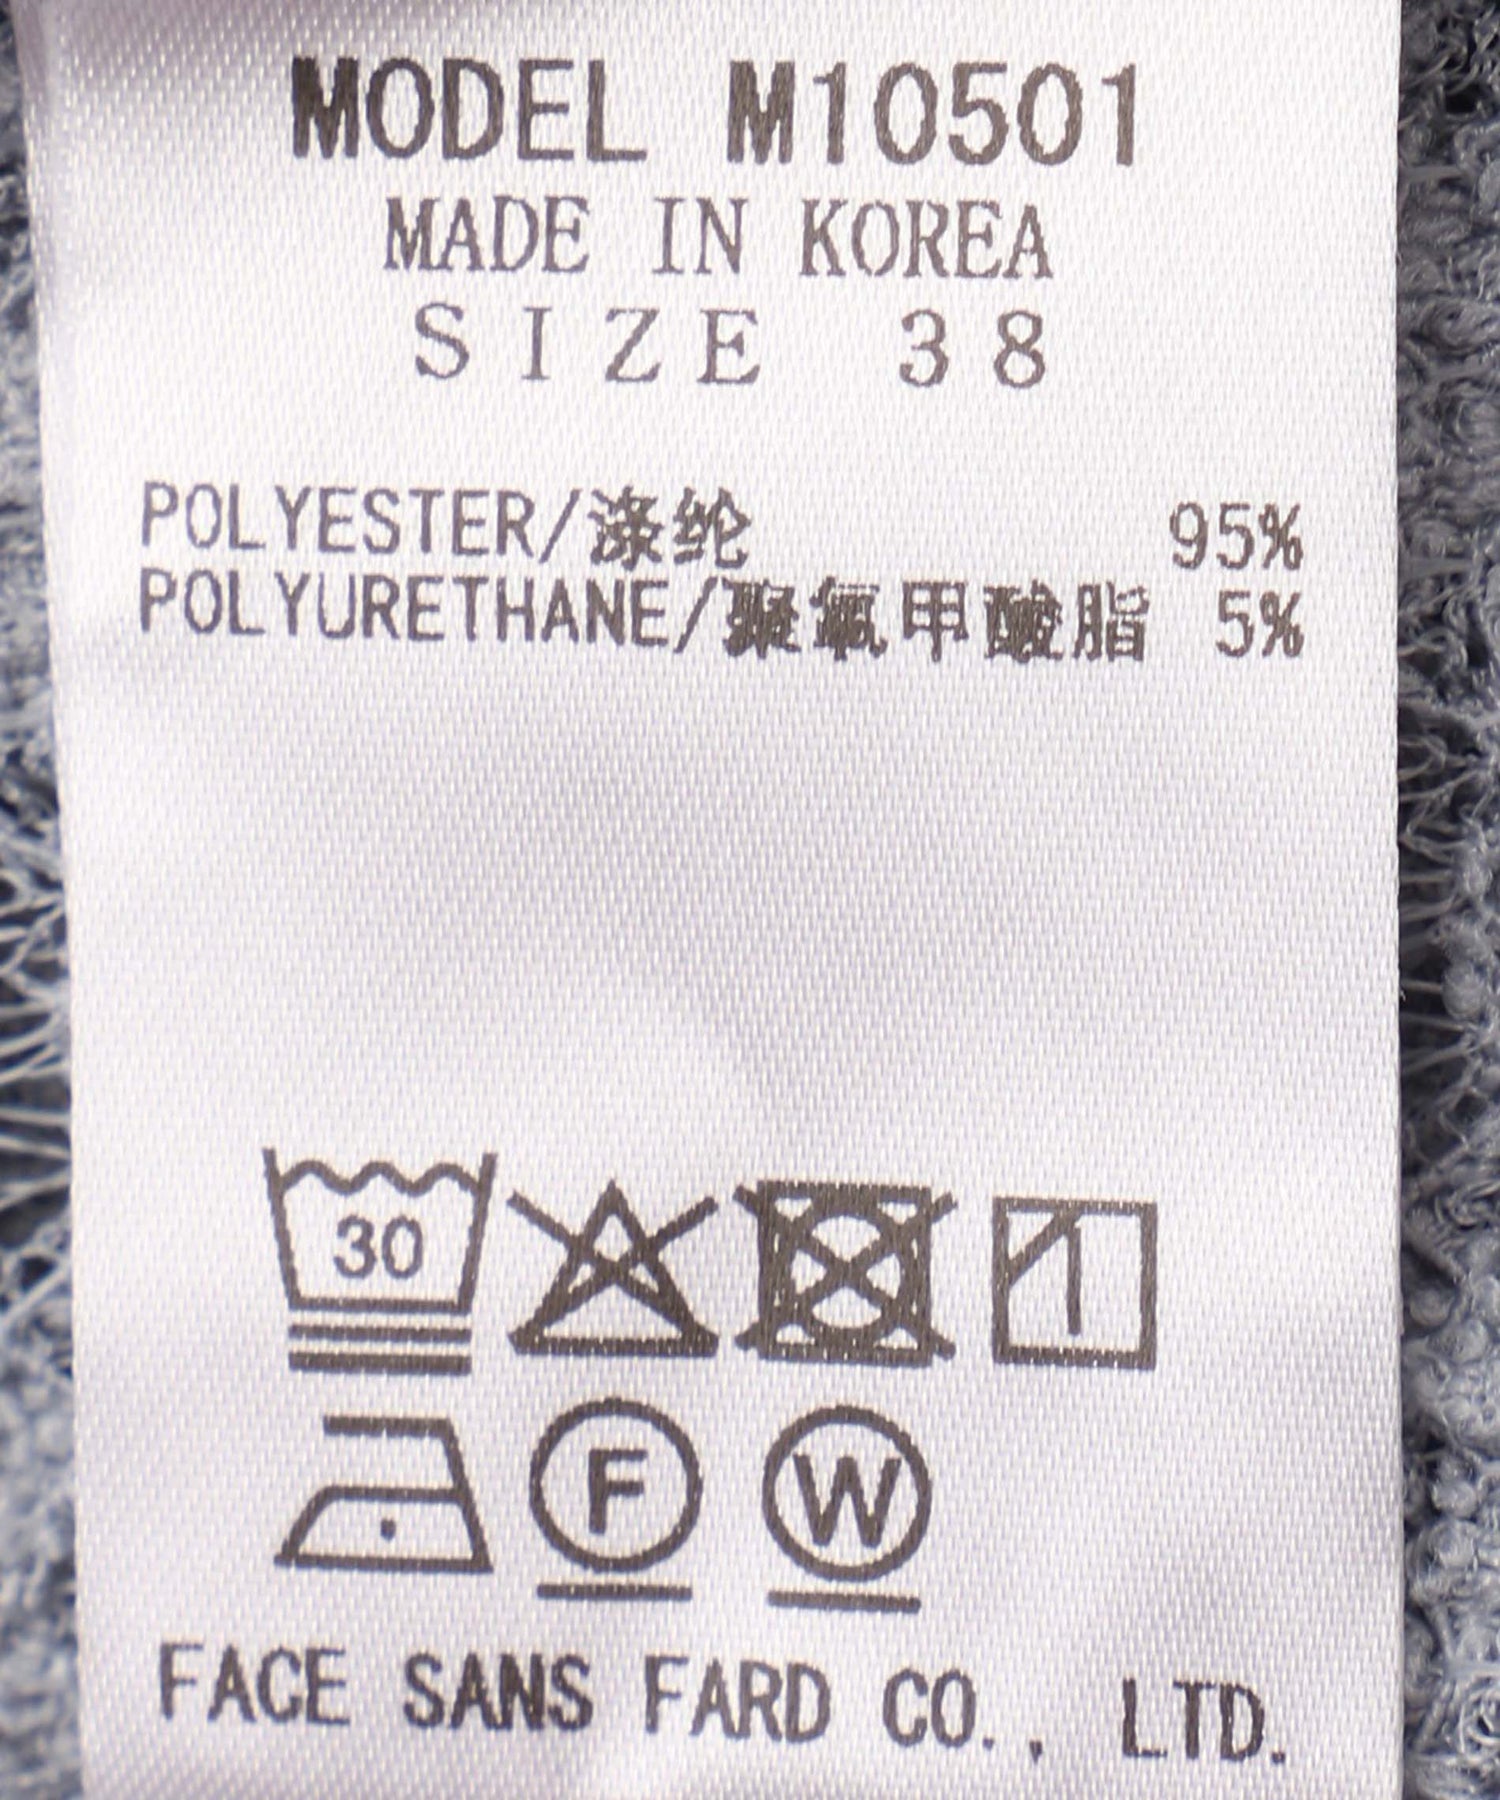 MODEL M10501
MADE IN KOREA
SIZE 38
POLYESTER/涤纶 95%
POLYURETHANE/聚氨甲酸脂 5%
30
F W
FACE SANS FARD CO., LTD.